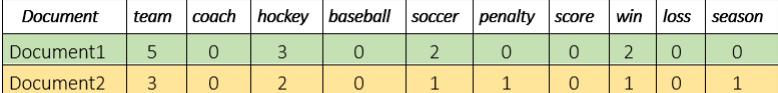 Document team coach hockey baseball soccer penalty score win loss season
Document1 5 0 3 0 2 0 0 2 0 0
Document2 3 0 2 0 1 1 0 1 0 1